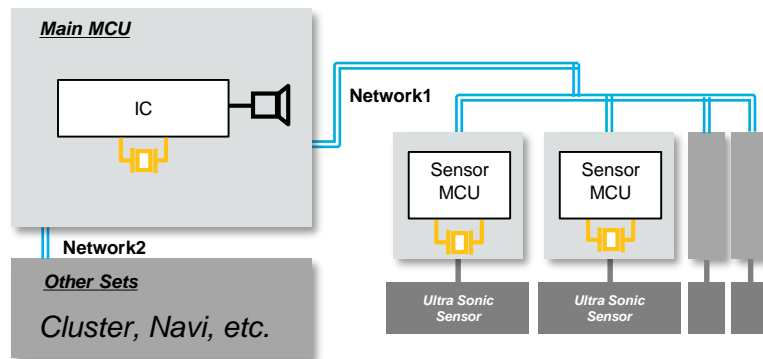 Main MCU
IC
Network1
Sensor
MCU
Sensor
MCU
Network2
Other Sets
Cluster, Navi, etc.
Ultra Sonic
Sensor
Ultra Sonic
Sensor